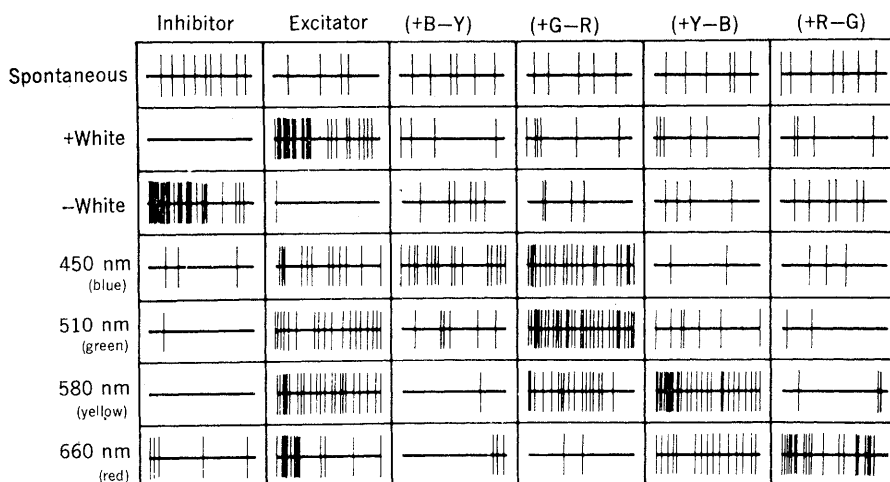 Inhibitor Excitator (+B–Y) (+G–R) (+Y–B) (+R–G)
Spontaneous
+White
–White
450 nm
(blue)
510 nm
(green)
580 nm
(yellow)
660 nm
(red)